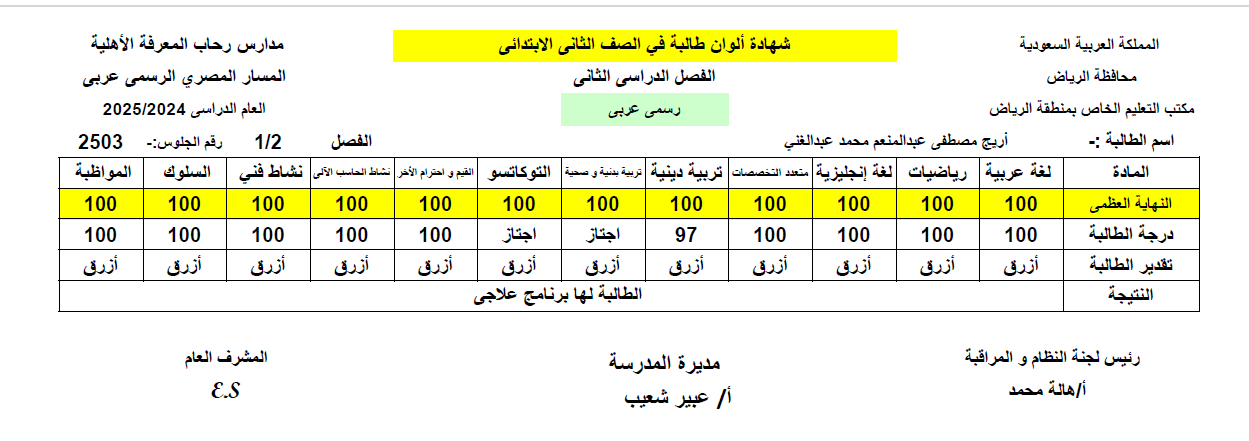 المملكة العربية السعودية شهادة ألوان طالبة في الصف الثانى الابتدائى مدارس رحاب المعرفة الأهلية
محافظة الرياض الفصل الدراسى الثانى المسار المصري الرسمى عربى
مكتب التعليم الخاص بمنطقة الرياض رسمى عربى العام الدراسى 2025/2024
اسم الطالبة :- أريج مصطفى عبدالمنعم محمد عبدالغني الفصل 1/2 رقم الجلوس:- 2503
المادة لغة عربية رياضيات لغة إنجليزية متعدد التخصصات تربية دينية تربية بدنية و صحية التوكاتسو القيم و احترام الأخر نشاط الحاسب الآلى نشاط فني السلوك المواظبة
النهاية العظمى 100 100 100 100 100 100 100 100 100 100 100 100
درجة الطالبة 100 100 100 100 97 اجتاز اجتاز 100 100 100 100 100
تقدير الطالبة أزرق أزرق أزرق أزرق أزرق أزرق أزرق أزرق أزرق أزرق أزرق أزرق
النتيجة الطالبة لها برنامج علاجى
رئيس لجنة النظام و المراقبة مديرة المدرسة المشرف العام
أ/هالة محمد أ/ عبير شعيب E.S